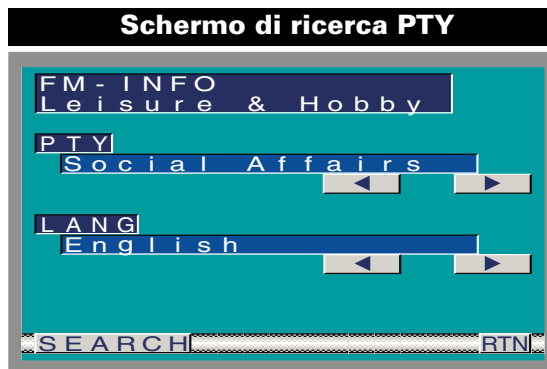 Schermo di ricerca PTY
FM-INFO
Leisure & Hobby
PTY
Social Affairs
LANG
English
SEARCH RTN